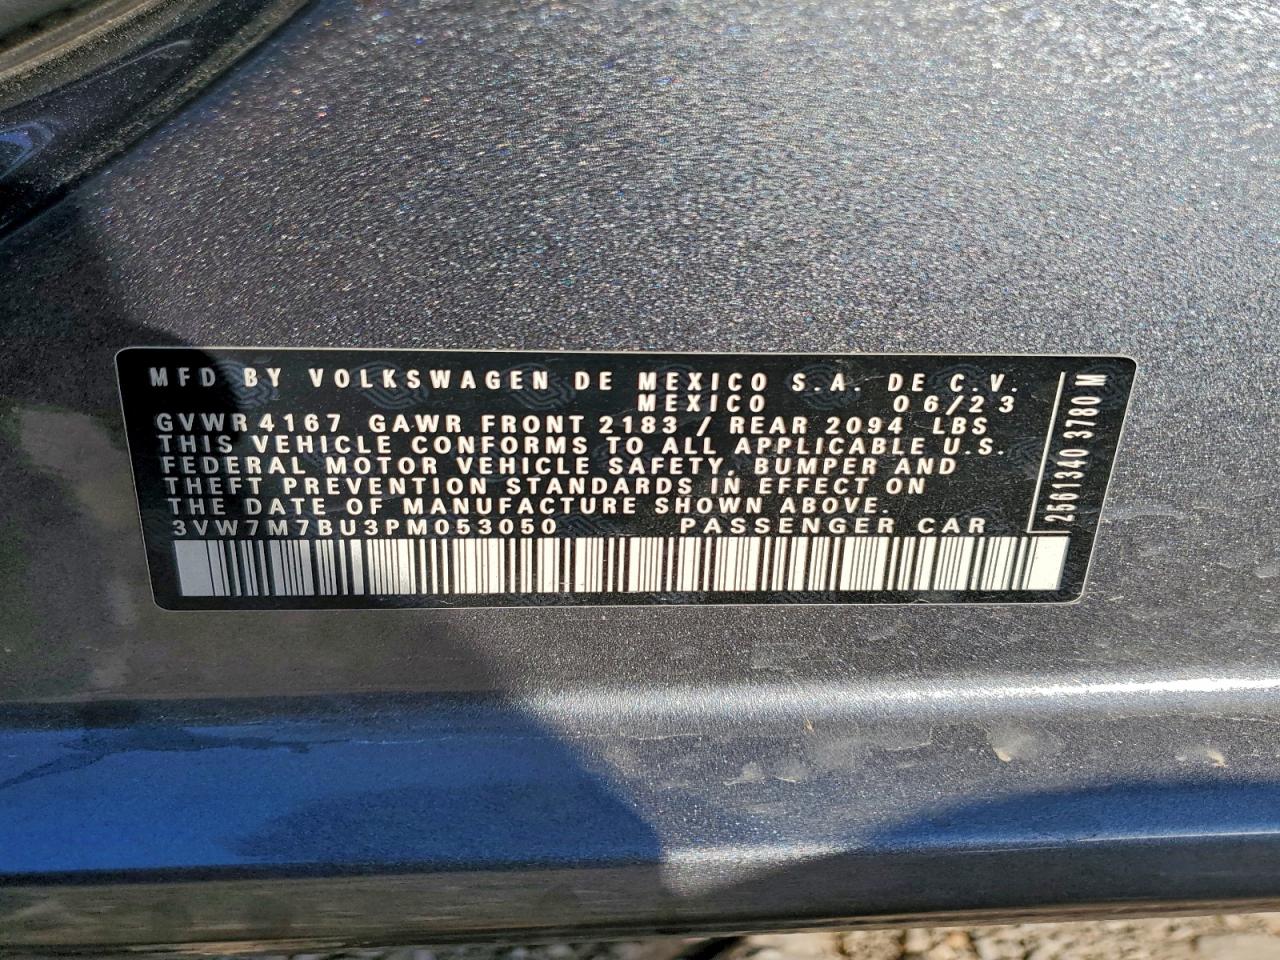 MFD BY VOLKSWAGEN DE MEXICO S.A. DE C.V.
MEXICO 06/23
GVWR 4167 GAWR FRONT 2183 / REAR 2094 LBS
THIS VEHICLE CONFORMS TO ALL APPLICABLE U.S.
FEDERAL MOTOR VEHICLE SAFETY, BUMPER AND
THEFT PREVENTION STANDARDS IN EFFECT ON
THE DATE OF MANUFACTURE SHOWN ABOVE.
3VW7M7BU3PM053050 PASSENGER CAR
2561340 3780 M